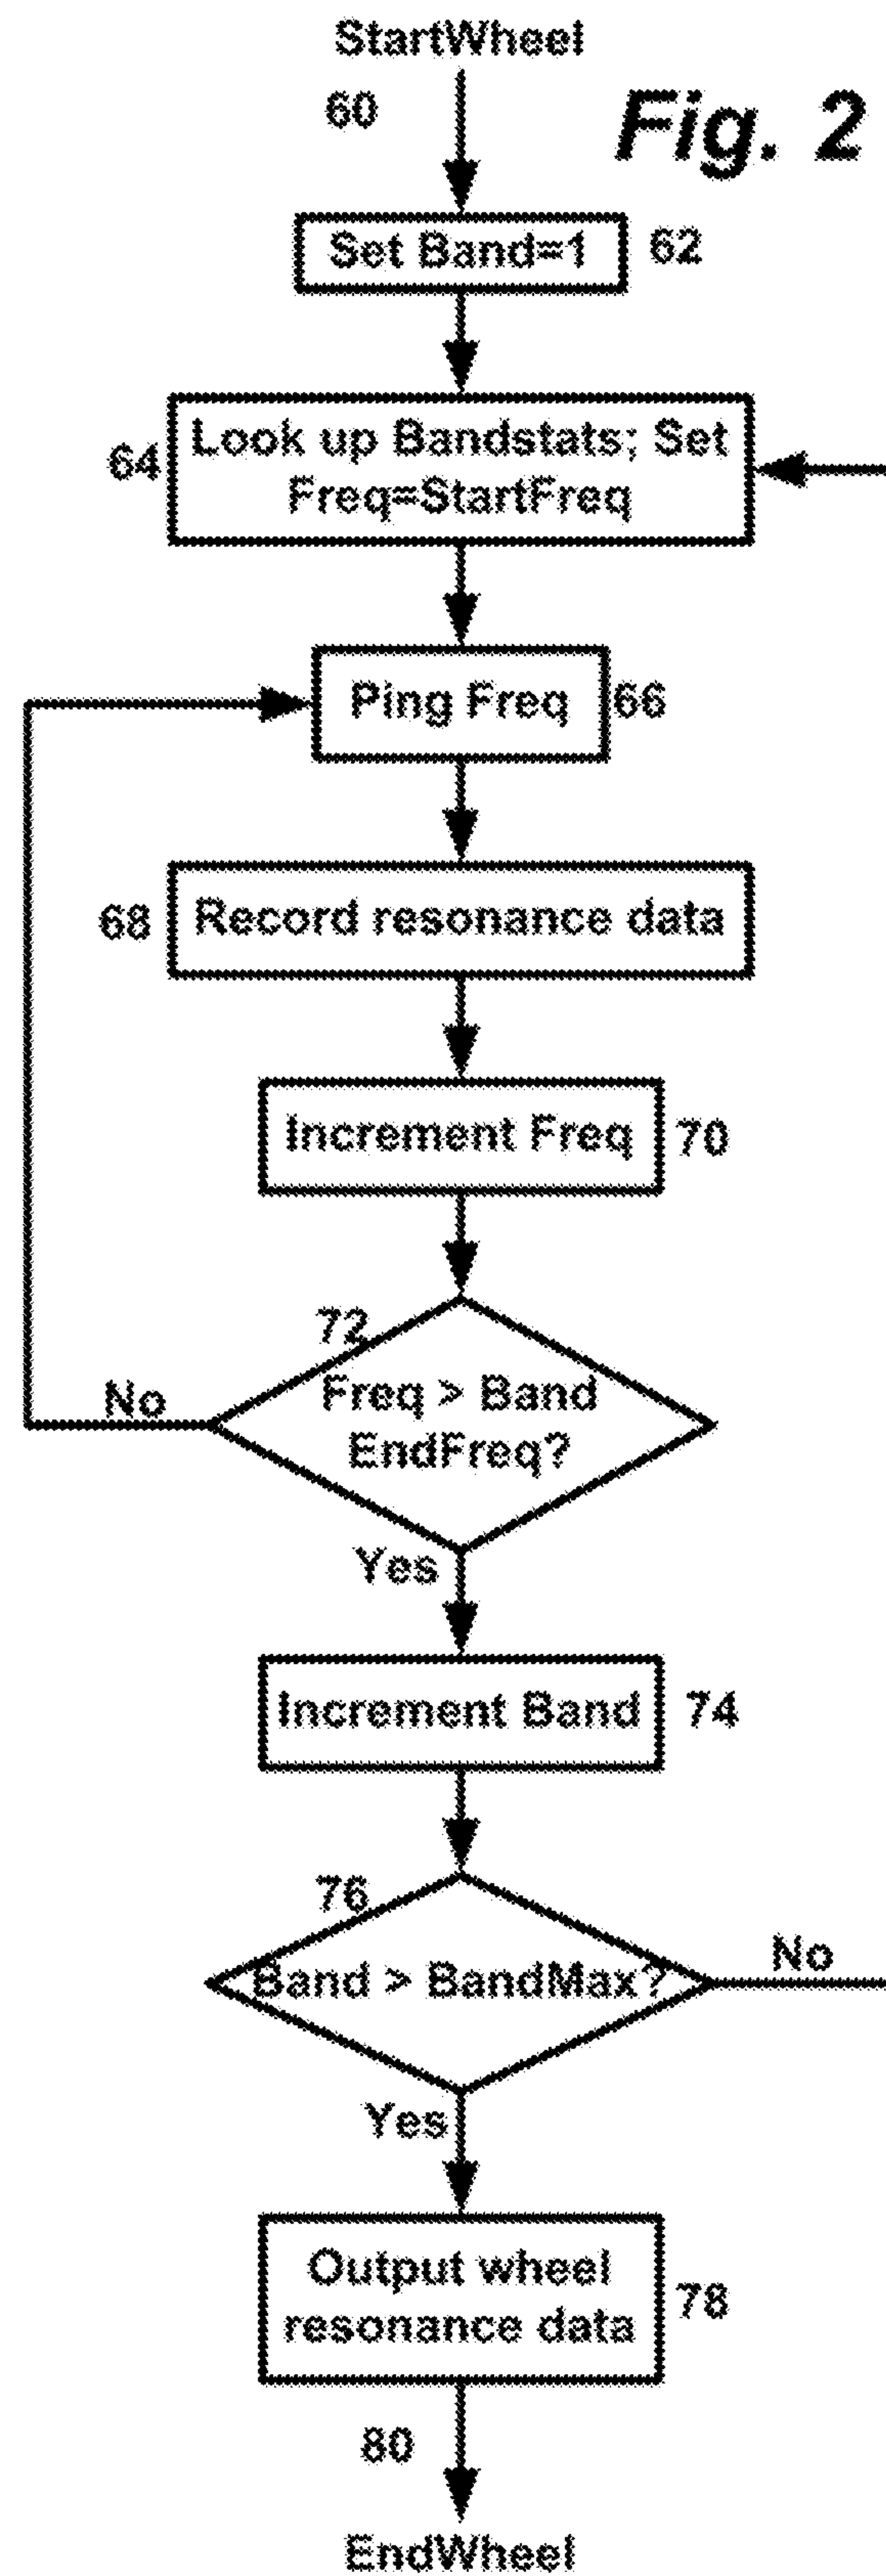 StartWheel
60
Fig. 2
Set Band=1
62
Look up Bandstats; Set
64
Freq=StartFreq
Ping Freq
66
68
Record resonance data
Increment Freq
70
72
Freq > Band
No
EndFreq?
Yes
Increment Band
74
76
No
Band > BandMax?
Yes
Output wheel
78
resonance data
80
EndWheel